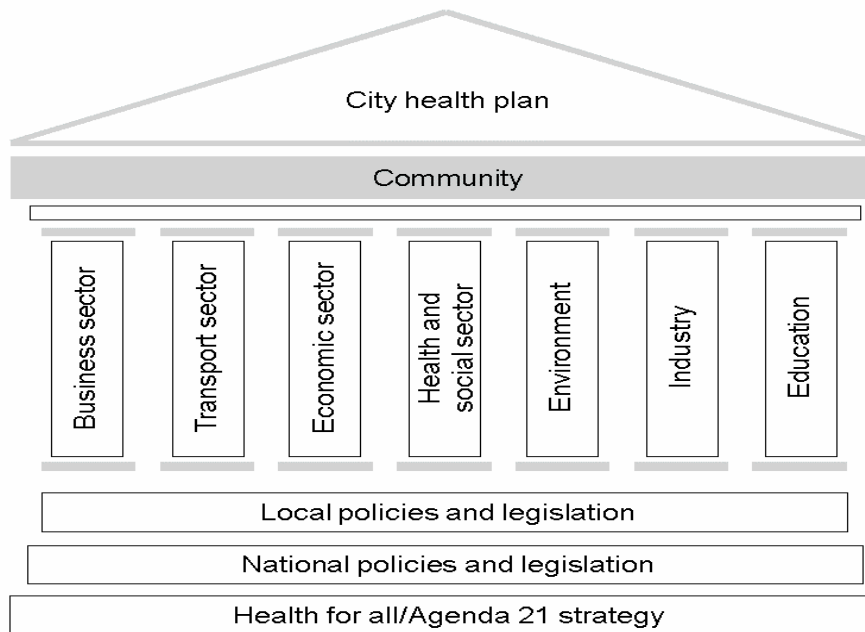 City health plan
Community
Business sector
Transport sector
Economic sector
Health and
social sector
Environment
Industry
Education
Local policies and legislation
National policies and legislation
Health for all/Agenda 21 strategy